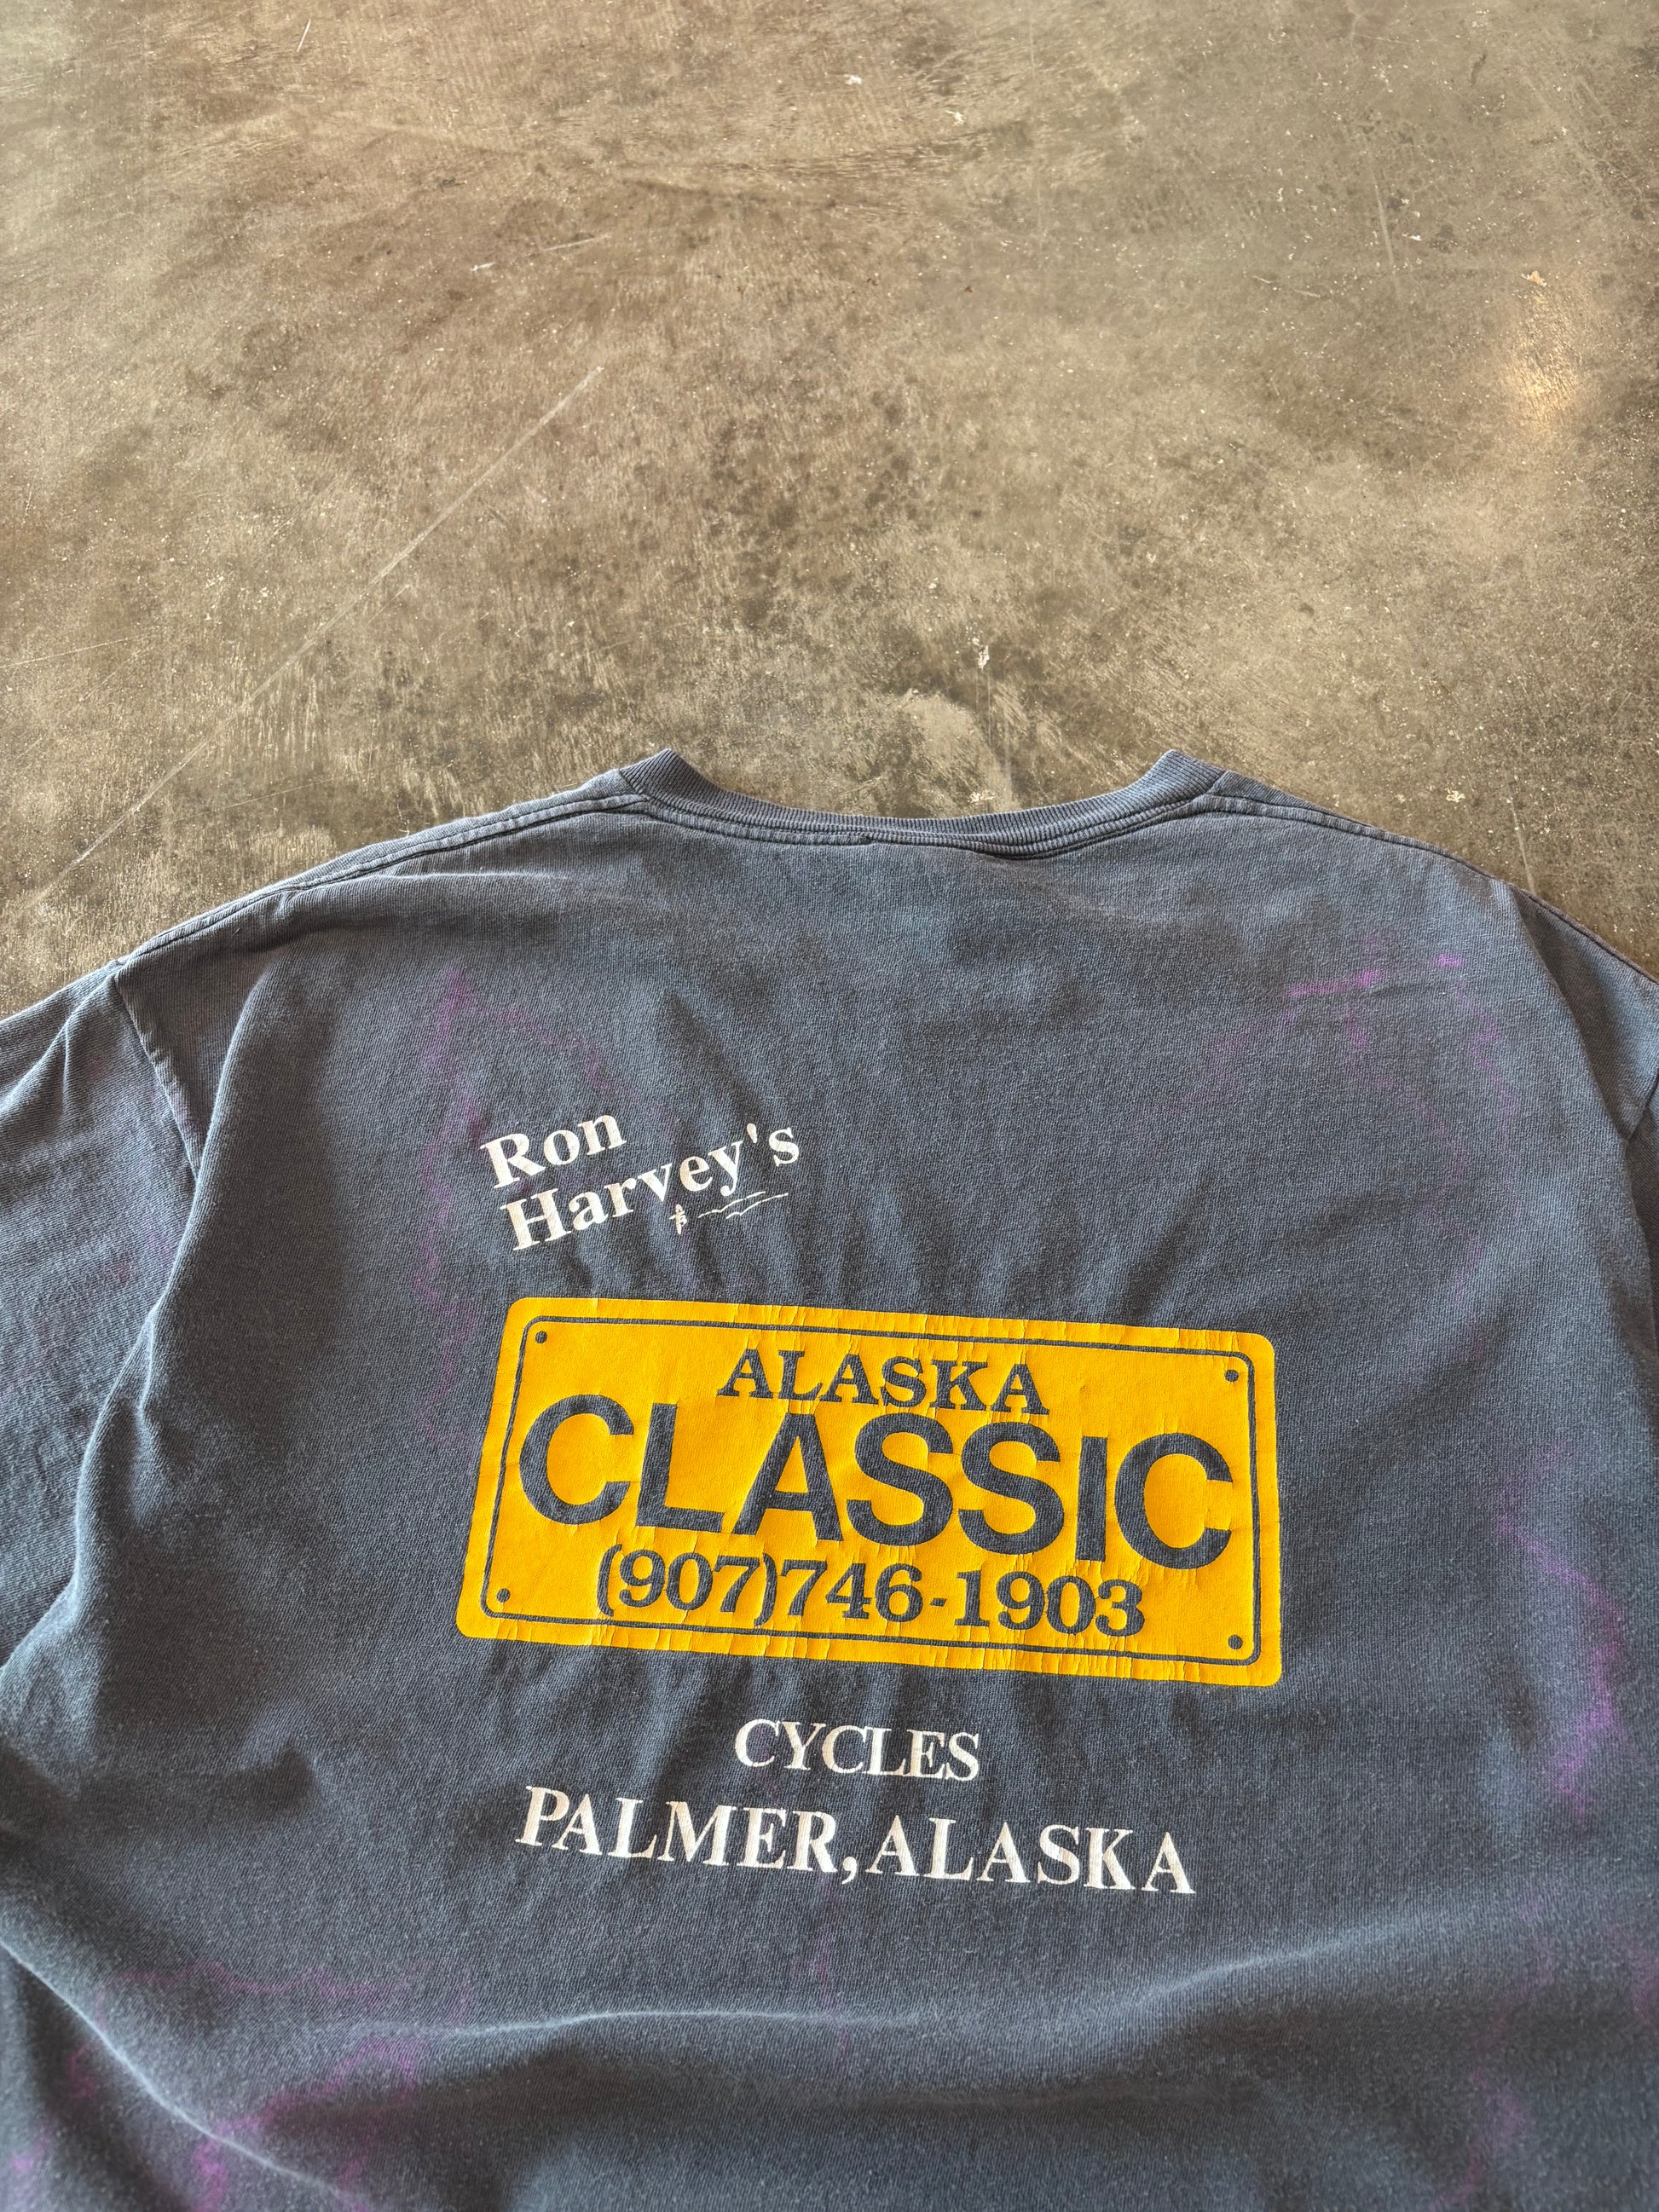 Ron
Harvey's
ALASKA
CLASSIC
(907)746-1903
CYCLES
PALMER, ALASKA